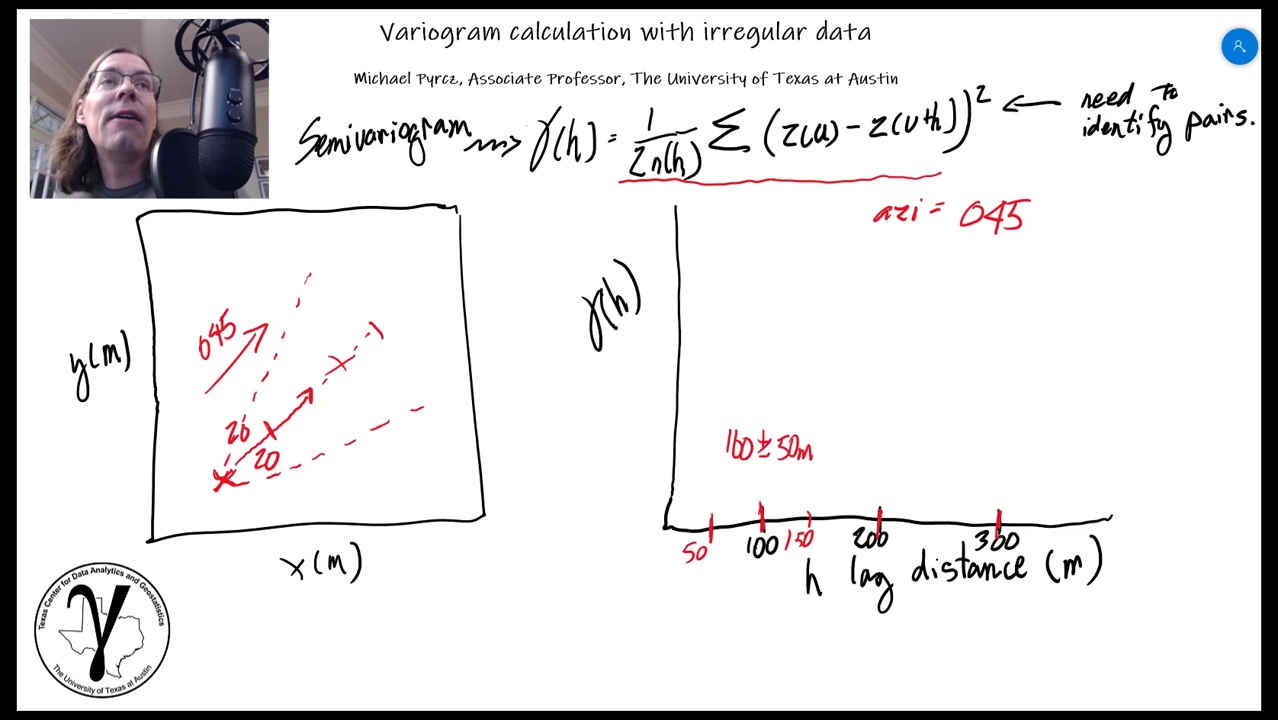 Variogram calculation with irregular data
Michael Pyrcz, Associate Professor, The University of Texas at Austin
Semivariogram ⇝ γ(h) = 1/2n(h) Σ (z(u) - z(u+h))² ← need to identify pairs.
azi = 045
045
20
20
y(m)
x(m)
γ(h)
100 ± 50m
50 100 150 200 300
h lag distance (m)
Texas Center for Data Analytics and Geostatistics
γ
The University of Texas at Austin